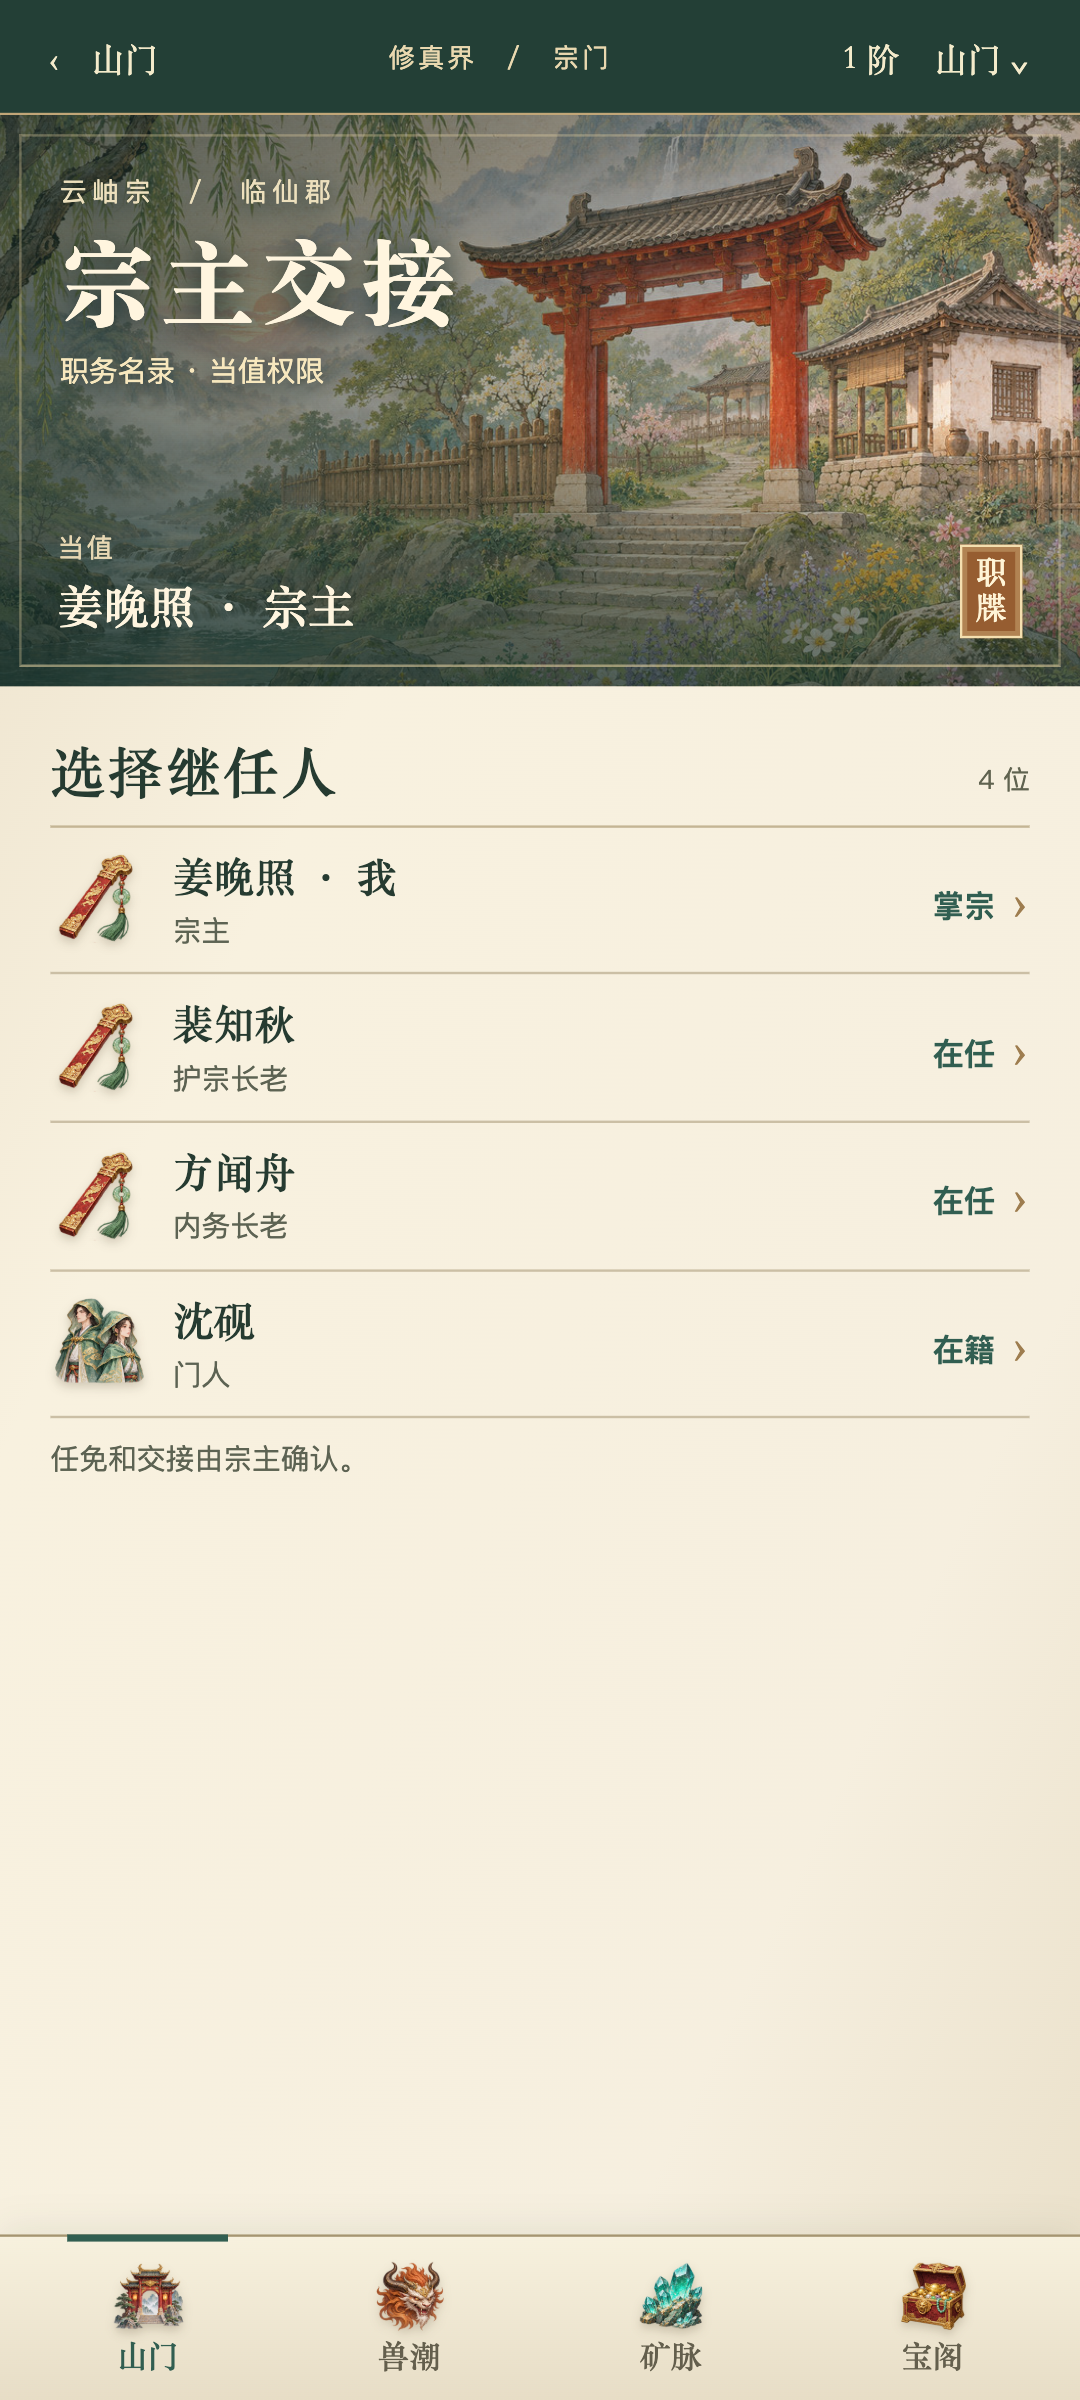 ‹ 山门
修真界 / 宗门
1 阶 山门
云岫宗 / 临仙郡
宗主交接
职务名录 · 当值权限
当值
姜晚照 · 宗主
职牒
选择继任人
4 位
姜晚照 · 我
宗主
掌宗 ›
裴知秋
护宗长老
在任 ›
方闻舟
内务长老
在任 ›
沈砚
门人
在籍 ›
任免和交接由宗主确认。
山门
兽潮
矿脉
宝阁